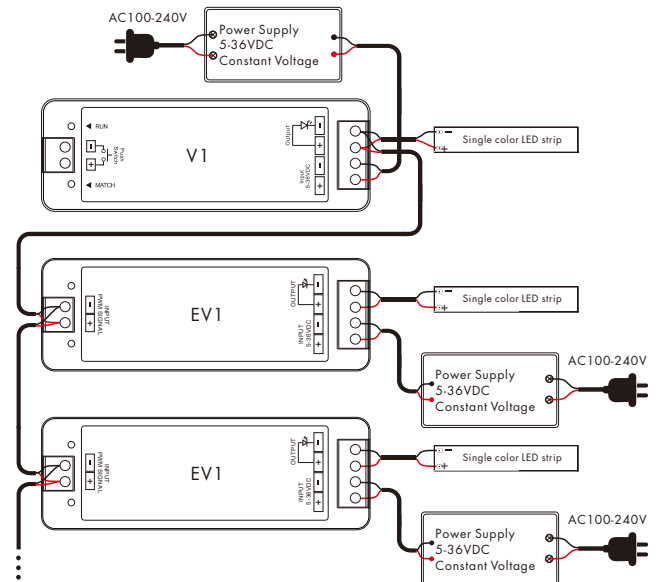 AC100-240V
Power Supply
5-36VDC
Constant Voltage
RUN
Push
Switch
MATCH
V1
Output
Input
5-36VDC
Single color LED strip
INPUT
PWM SIGNAL
EV1
OUTPUT
INPUT
5-36VDC
Single color LED strip
AC100-240V
Power Supply
5-36VDC
Constant Voltage
INPUT
PWM SIGNAL
EV1
OUTPUT
INPUT
5-36VDC
Single color LED strip
AC100-240V
Power Supply
5-36VDC
Constant Voltage